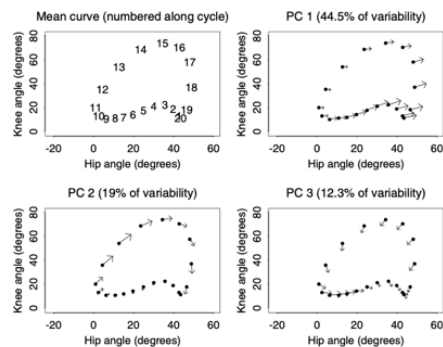 Mean curve (numbered along cycle)
Knee angle (degrees)
0 20 40 60 80
14 15 16
13 17
12 18
11 10 9 8 7 6 5 4 3 2 1 19 20
-20 0 20 40 60
Hip angle (degrees)
PC 1 (44.5% of variability)
Knee angle (degrees)
0 20 40 60 80
-20 0 20 40 60
Hip angle (degrees)
PC 2 (19% of variability)
Knee angle (degrees)
0 20 40 60 80
-20 0 20 40 60
Hip angle (degrees)
PC 3 (12.3% of variability)
Knee angle (degrees)
0 20 40 60 80
-20 0 20 40 60
Hip angle (degrees)